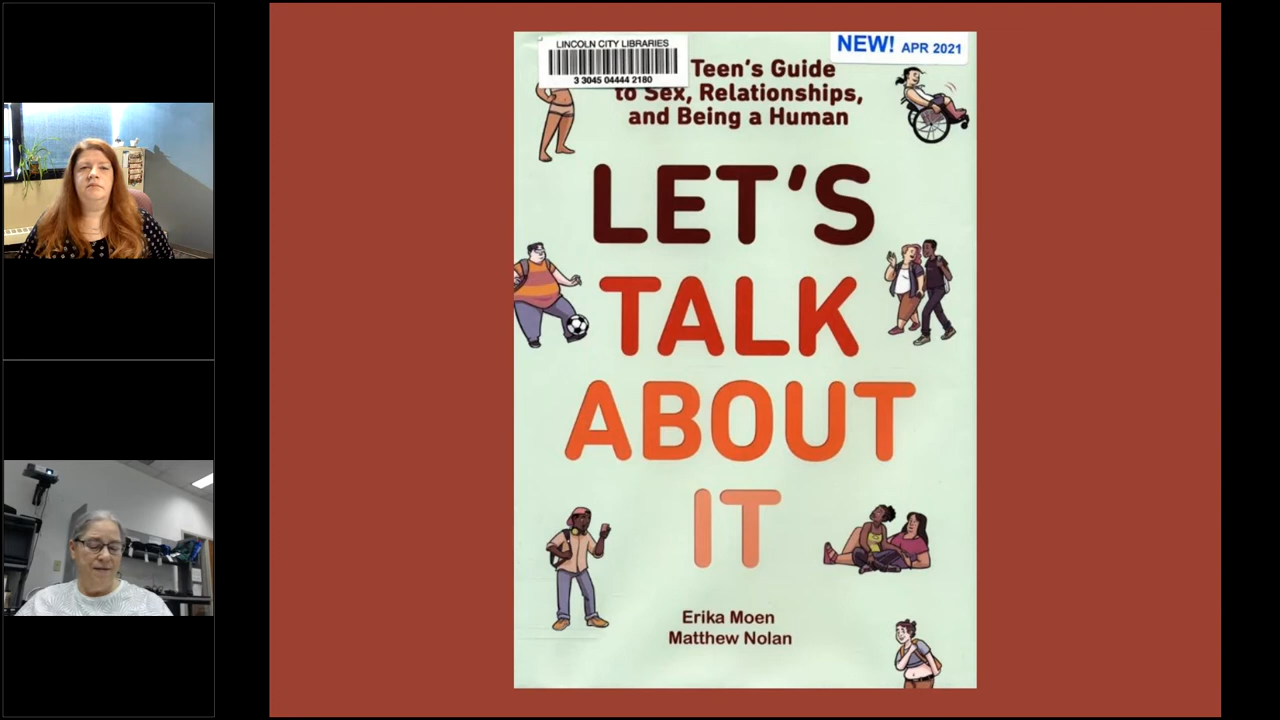 LINCOLN CITY LIBRARIES
3 3045 04444 2180
NEW! APR 2021
Teen's Guide
to Sex, Relationships,
and Being a Human
LET'S
TALK
ABOUT
IT
Erika Moen
Matthew Nolan